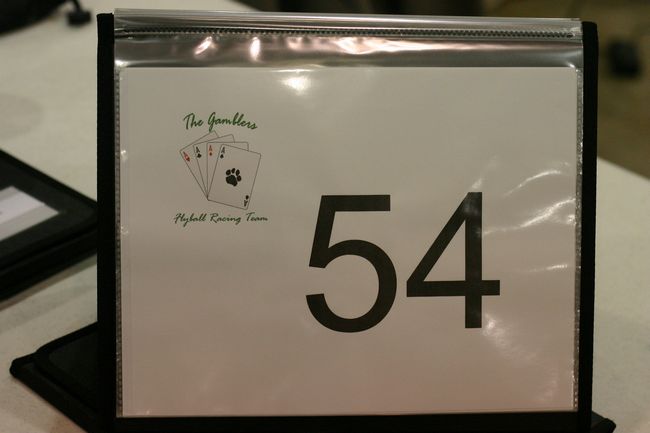 The Gamblers
A A A A
A
Flyball Racing Team
54